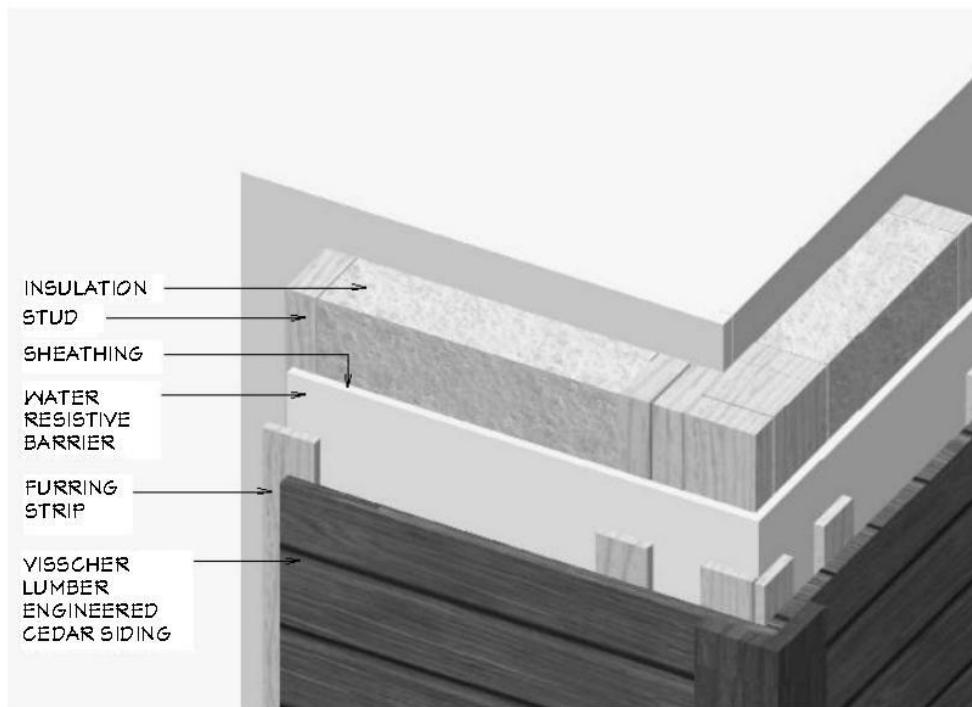 INSULATION
STUD
SHEATHING
WATER
RESISTIVE
BARRIER
FURRING
STRIP
VISSCHER
LUMBER
ENGINEERED
CEDAR SIDING